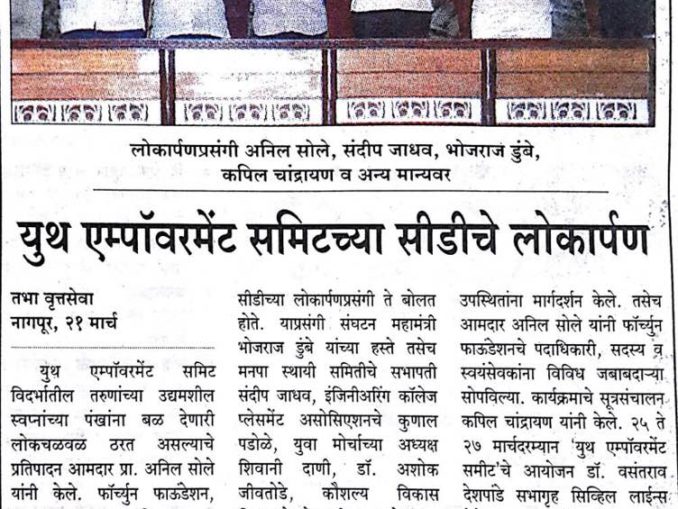 लोकार्पणप्रसंगी अनिल सोले, संदीप जाधव, भोजराज डुंबे,
कपिल चांद्रायण व अन्य मान्यवर
युथ एम्पॉवरमेंट समिटच्या सीडीचे लोकार्पण
तभा वृत्तसेवा
नागपूर, २१ मार्च
युथ एम्पॉवरमेंट समिट
विदर्भातील तरुणांच्या उद्यमशील
स्वप्नांच्या पंखांना बळ देणारी
लोकचळवळ ठरत असल्याचे
प्रतिपादन आमदार प्रा. अनिल सोले
यांनी केले. फॉर्च्युन फाऊंडेशन,
सीडीच्या लोकार्पणप्रसंगी ते बोलत
होते. याप्रसंगी संघटन महामंत्री
भोजराज डुंबे यांच्या हस्ते तसेच
मनपा स्थायी समितीचे सभापती
संदीप जाधव, इंजिनीअरिंग कॉलेज
प्लेसमेंट असोसिएशनचे कुणाल
पडोळे, युवा मोर्चाच्या अध्यक्ष
शिवानी दाणी, डॉ. अशोक
जीवतोडे, कौशल्य विकास
उपस्थितांना मार्गदर्शन केले. तसेच
आमदार अनिल सोले यांनी फॉर्च्युन
फाऊंडेशनचे पदाधिकारी, सदस्य व
स्वयंसेवकांना विविध जबाबदाऱ्या
सोपविल्या. कार्यक्रमाचे सूत्रसंचालन
कपिल चांद्रायण यांनी केले. २५ ते
२७ मार्चदरम्यान 'युथ एम्पॉवरमेंट
समीट'चे आयोजन डॉ. वसंतराव
देशपांडे सभागृह सिव्हिल लाईन्स